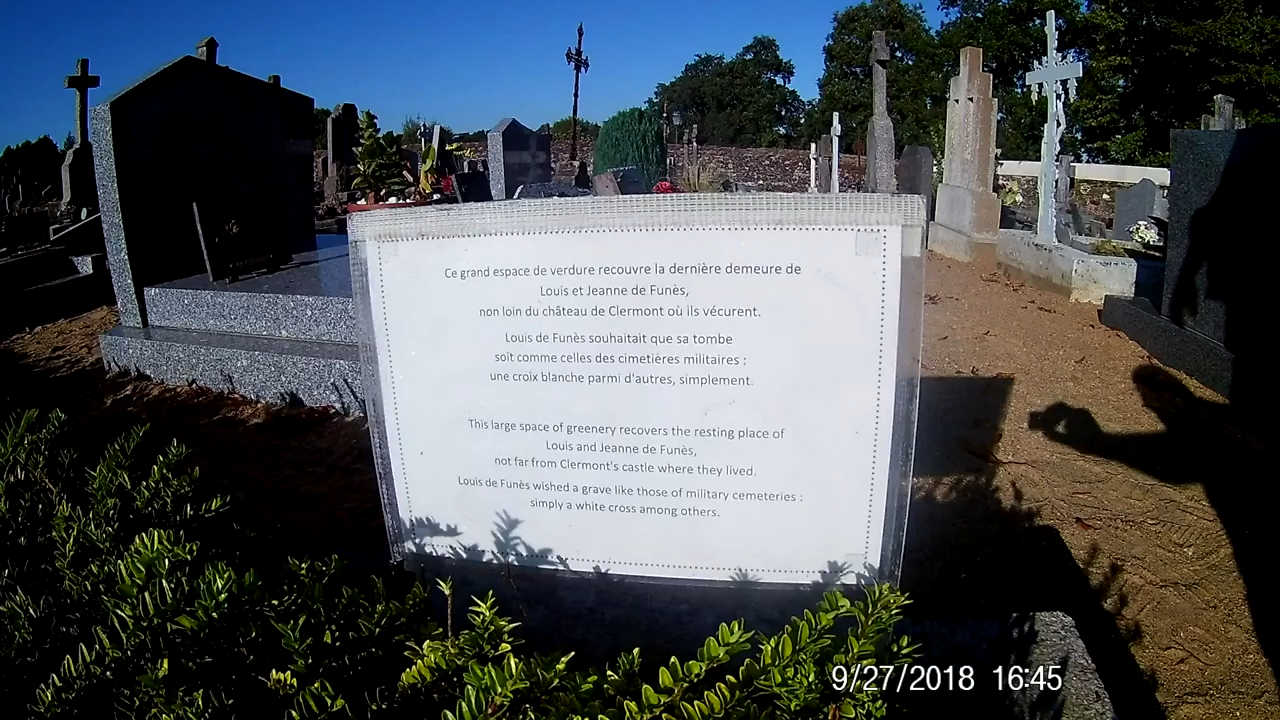 Ce grand espace de verdure recouvre la dernière demeure de
Louis et Jeanne de Funès,
non loin du château de Clermont où ils vécurent.
Louis de Funès souhaitait que sa tombe
soit comme celles des cimetières militaires :
une croix blanche parmi d'autres, simplement.
This large space of greenery recovers the resting place of
Louis and Jeanne de Funès,
not far from Clermont's castle where they lived.
Louis de Funès wished a grave like those of military cemeteries :
simply a white cross among others.
9/27/2018 16:45